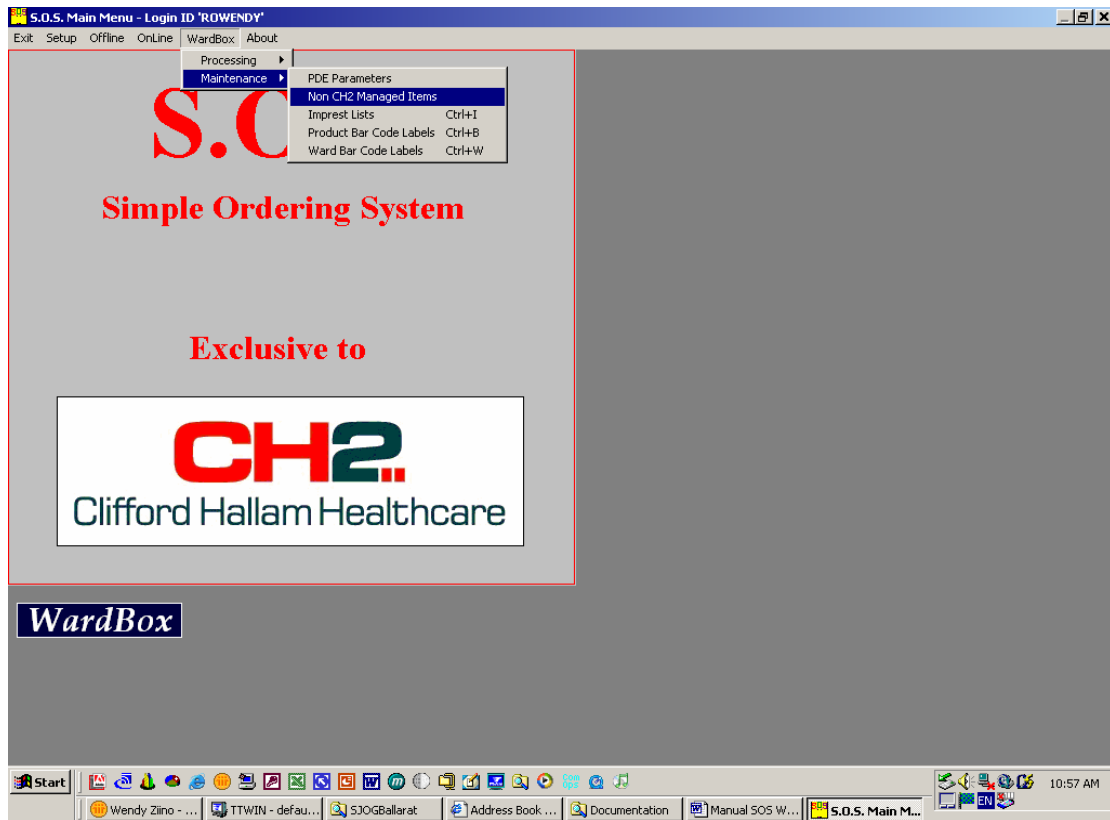 S.O.S. Main Menu - Login ID 'ROWENDY'
Exit Setup Offline OnLine WardBox About
Processing
Maintenance
PDE Parameters
Non CH2 Managed Items
Imprest Lists Ctrl+I
Product Bar Code Labels Ctrl+B
Ward Bar Code Labels Ctrl+W
Simple Ordering System
Exclusive to
CH2..
Clifford Hallam Healthcare
WardBox
Start
10:57 AM
Wendy Ziino - ... TTWIN - defau... SJOGBallarat Address Book ... Documentation Manual SOS W... S.O.S. Main M...
EN